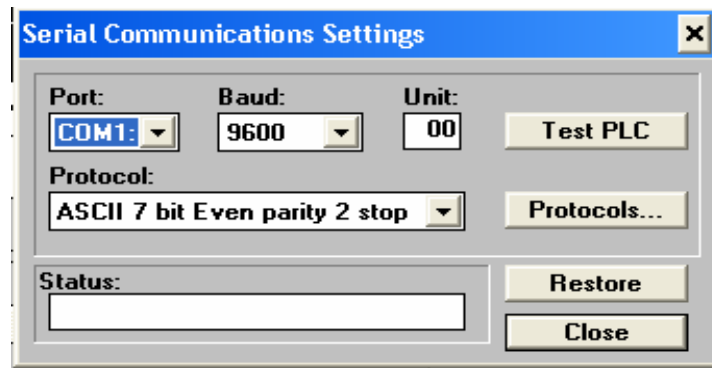 Serial Communications Settings
Port: Baud: Unit:
COM1: 9600 00 Test PLC
Protocol:
ASCII 7 bit Even parity 2 stop Protocols...
Status: Restore
Close